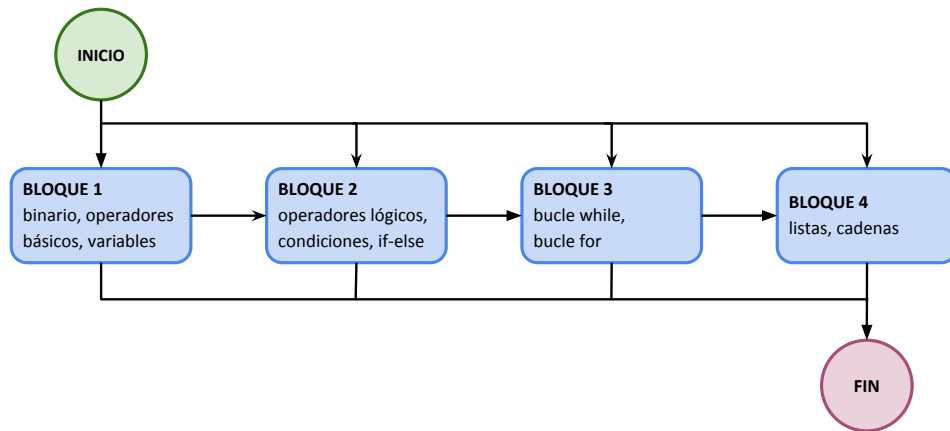 INICIO
BLOQUE 1
binario, operadores
básicos, variables
BLOQUE 2
operadores lógicos,
condiciones, if-else
BLOQUE 3
bucle while,
bucle for
BLOQUE 4
listas, cadenas
FIN